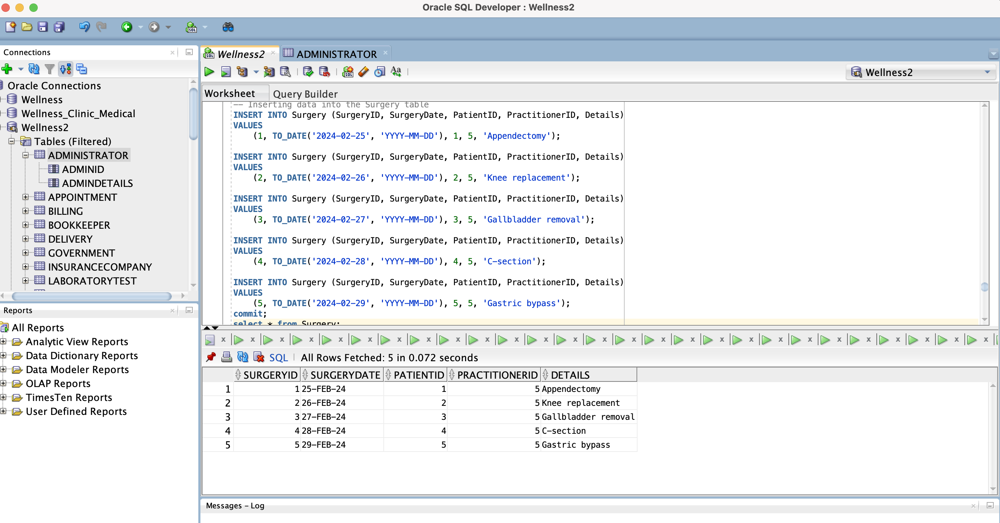 Oracle SQL Developer : Wellness2
Connections
Oracle Connections
Wellness
Wellness_Clinic_Medical
Wellness2
Tables (Filtered)
ADMINISTRATOR
ADMINID
ADMINDETAILS
APPOINTMENT
BILLING
BOOKKEEPER
DELIVERY
GOVERNMENT
INSURANCECOMPANY
LABORATORYTEST
Reports
All Reports
Analytic View Reports
Data Dictionary Reports
Data Modeler Reports
OLAP Reports
TimesTen Reports
User Defined Reports
Wellness2 ADMINISTRATOR
Wellness2
Worksheet Query Builder
-- Inserting data into the Surgery table
INSERT INTO Surgery (SurgeryID, SurgeryDate, PatientID, PractitionerID, Details)
VALUES
(1, TO_DATE('2024-02-25', 'YYYY-MM-DD'), 1, 5, 'Appendectomy');
INSERT INTO Surgery (SurgeryID, SurgeryDate, PatientID, PractitionerID, Details)
VALUES
(2, TO_DATE('2024-02-26', 'YYYY-MM-DD'), 2, 5, 'Knee replacement');
INSERT INTO Surgery (SurgeryID, SurgeryDate, PatientID, PractitionerID, Details)
VALUES
(3, TO_DATE('2024-02-27', 'YYYY-MM-DD'), 3, 5, 'Gallbladder removal');
INSERT INTO Surgery (SurgeryID, SurgeryDate, PatientID, PractitionerID, Details)
VALUES
(4, TO_DATE('2024-02-28', 'YYYY-MM-DD'), 4, 5, 'C-section');
INSERT INTO Surgery (SurgeryID, SurgeryDate, PatientID, PractitionerID, Details)
VALUES
(5, TO_DATE('2024-02-29', 'YYYY-MM-DD'), 5, 5, 'Gastric bypass');
commit;
select * from Surgery;
SQL All Rows Fetched: 5 in 0.072 seconds
SURGERYID SURGERYDATE PATIENTID PRACTITIONERID DETAILS
1 1 25-FEB-24 1 5 Appendectomy
2 2 26-FEB-24 2 5 Knee replacement
3 3 27-FEB-24 3 5 Gallbladder removal
4 4 28-FEB-24 4 5 C-section
5 5 29-FEB-24 5 5 Gastric bypass
Messages - Log